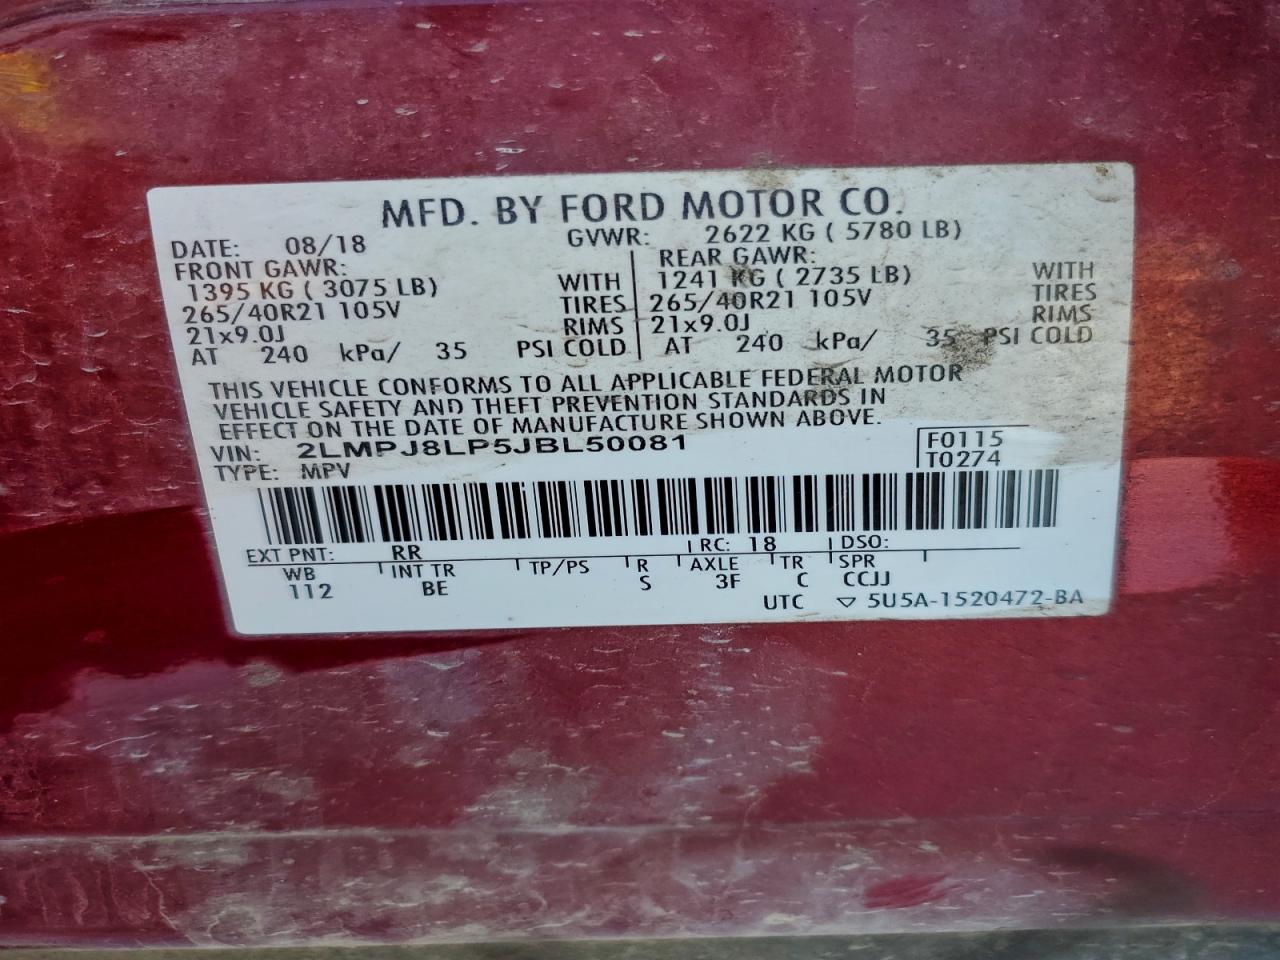 MFD. BY FORD MOTOR CO.
DATE: 08/18 GVWR: 2622 KG ( 5780 LB)
FRONT GAWR: REAR GAWR:
1395 KG ( 3075 LB) WITH 1241 KG ( 2735 LB) WITH
265/40R21 105V TIRES 265/40R21 105V TIRES
21x9.0J RIMS 21x9.0J RIMS
AT 240 kPa/ 35 PSI COLD AT 240 kPa/ 35 PSI COLD
THIS VEHICLE CONFORMS TO ALL APPLICABLE FEDERAL MOTOR
VEHICLE SAFETY AND THEFT PREVENTION STANDARDS IN
EFFECT ON THE DATE OF MANUFACTURE SHOWN ABOVE.
VIN: 2LMPJ8LP5JBL50081 F0115
TYPE: MPV T0274
EXT PNT: RR RC: 18 DSO:
WB INT TR TP/PS R AXLE TR SPR
112 BE S 3F C CCJJ
UTC ▽ 5U5A-1520472-BA